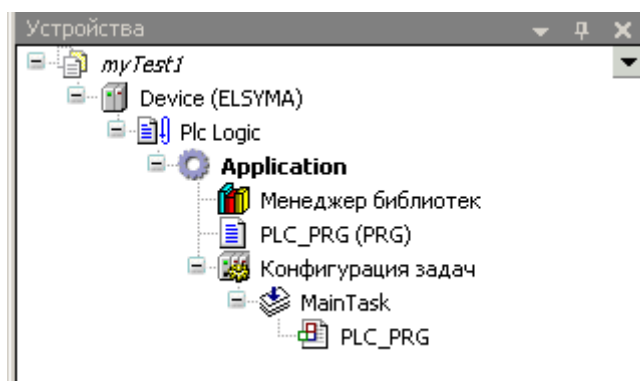 Устройства
myTest1
Device (ELSYMA)
Plc Logic
Application
Менеджер библиотек
PLC_PRG (PRG)
Конфигурация задач
MainTask
PLC_PRG